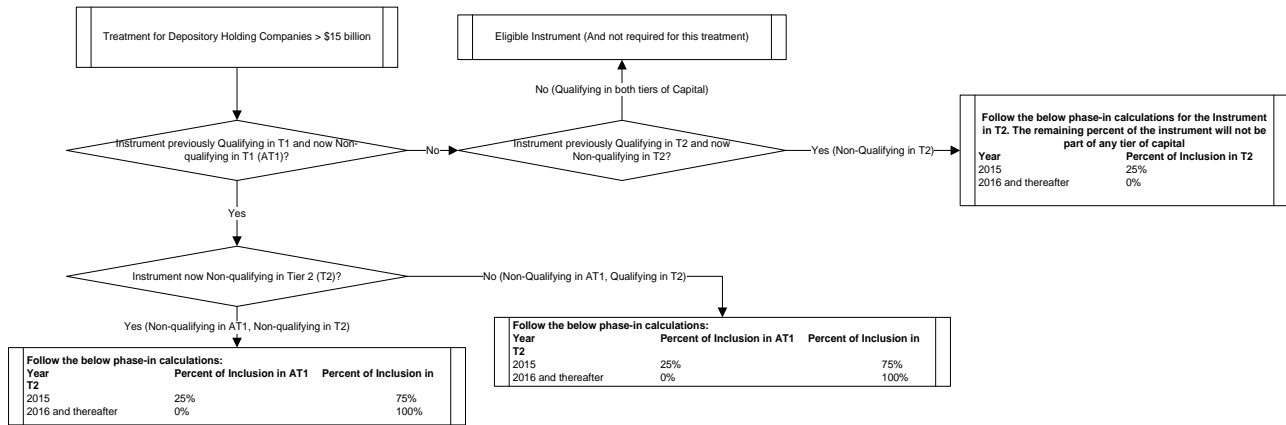 Treatment for Depository Holding Companies > $15 billion
Eligible Instrument (And not required for this treatment)
No (Qualifying in both tiers of Capital)
Instrument previously Qualifying in T1 and now Non-
qualifying in T1 (AT1)?
No
Instrument previously Qualifying in T2 and now
Non-qualifying in T2?
Yes (Non-Qualifying in T2)
Follow the below phase-in calculations for the Instrument
in T2. The remaining percent of the instrument will not be
part of any tier of capital
Year Percent of Inclusion in T2
2015 25%
2016 and thereafter 0%
Yes
Instrument now Non-qualifying in Tier 2 (T2)?
No (Non-Qualifying in AT1, Qualifying in T2)
Yes (Non-qualifying in AT1, Non-qualifying in T2)
Follow the below phase-in calculations:
Year Percent of Inclusion in AT1 Percent of Inclusion in
T2
2015 25% 75%
2016 and thereafter 0% 100%
Follow the below phase-in calculations:
Year Percent of Inclusion in AT1 Percent of Inclusion in
T2
2015 25% 75%
2016 and thereafter 0% 100%